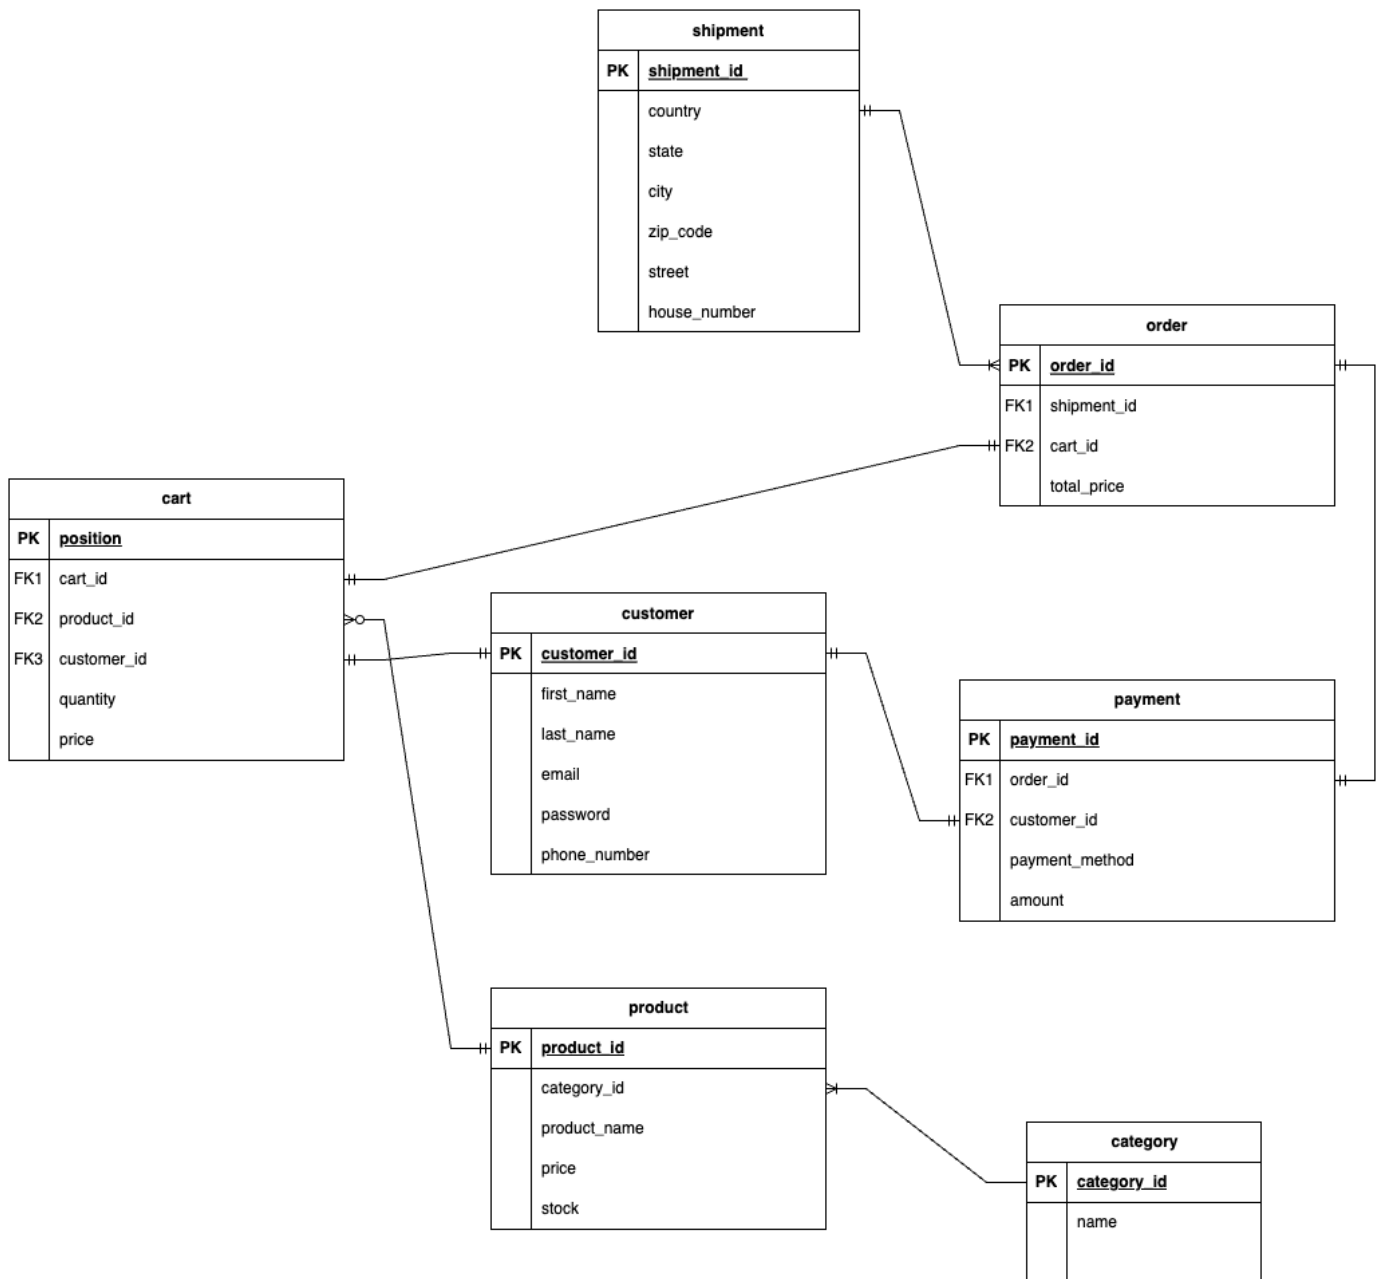 shipment
PK shipment_id
country
state
city
zip_code
street
house_number
order
PK order_id
FK1 shipment_id
FK2 cart_id
total_price
cart
PK position
FK1 cart_id
FK2 product_id
FK3 customer_id
quantity
price
customer
PK customer_id
first_name
last_name
email
password
phone_number
payment
PK payment_id
FK1 order_id
FK2 customer_id
payment_method
amount
product
PK product_id
category_id
product_name
price
stock
category
PK category_id
name